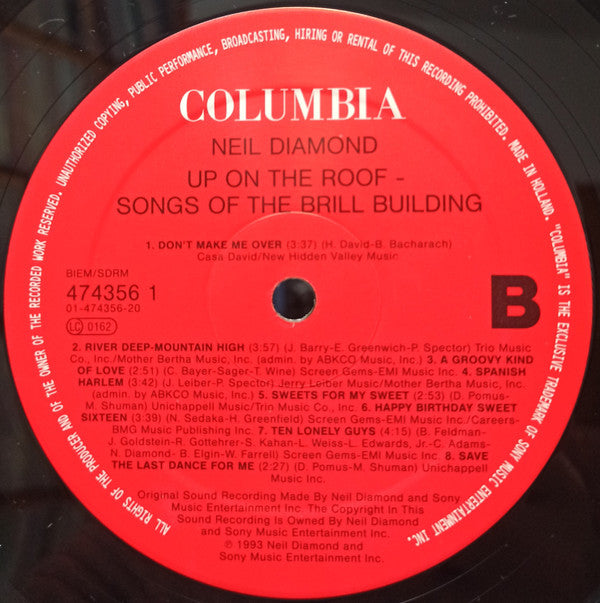 ALL RIGHTS OF THE PRODUCER AND OF THE OWNER OF THE RECORDED WORK RESERVED. UNAUTHORIZED COPYING, PUBLIC PERFORMANCE, BROADCASTING, HIRING OR RENTAL OF THIS RECORDING PROHIBITED. MADE IN HOLLAND. "COLUMBIA" IS THE EXCLUSIVE TRADEMARK OF SONY MUSIC ENTERTAINMENT INC.
COLUMBIA
NEIL DIAMOND
UP ON THE ROOF -
SONGS OF THE BRILL BUILDING
1. DON'T MAKE ME OVER (3:37) (H. David-B. Bacharach)
Casa David/New Hidden Valley Music
BIEM/SDRM
474356 1
01-474356-20
LC 0162
B
2. RIVER DEEP-MOUNTAIN HIGH (3:57) (J. Barry-E. Greenwich-P. Spector) Trio Music
Co., Inc./Mother Bertha Music, Inc. (admin. by ABKCO Music, Inc.) 3. A GROOVY KIND
OF LOVE (2:51) (C. Bayer-Sager-T. Wine) Screen Gems-EMI Music Inc. 4. SPANISH
HARLEM (3:42) (J. Leiber-P. Spector) Jerry Leiber Music/Mother Bertha Music, Inc.
(admin. by ABKCO Music, Inc.) 5. SWEETS FOR MY SWEET (2:53) (D. Pomus-
M. Shuman) Unichappell Music/Trin Music Co., Inc. 6. HAPPY BIRTHDAY SWEET
SIXTEEN (3:39) (N. Sedaka-H. Greenfield) Screen Gems-EMI Music Inc./Careers-
BMG Music Publishing Inc. 7. TEN LONELY GUYS (4:15) (B. Feldman-
J. Goldstein-R. Gottehrer-S. Kahan-L. Weiss-L. Edwards, Jr.-C. Adams-
N. Diamond- B. Elgin-W. Farrell) Screen Gems-EMI Music Inc. 8. SAVE
THE LAST DANCE FOR ME (2:27) (D. Pomus-M. Shuman) Unichappell
Music Inc.
Original Sound Recording Made By Neil Diamond and Sony
Music Entertainment Inc. The Copyright In This
Sound Recording Is Owned By Neil Diamond and
Sony Music Entertainment Inc.
℗ 1993 Neil Diamond and
Sony Music Entertainment Inc.